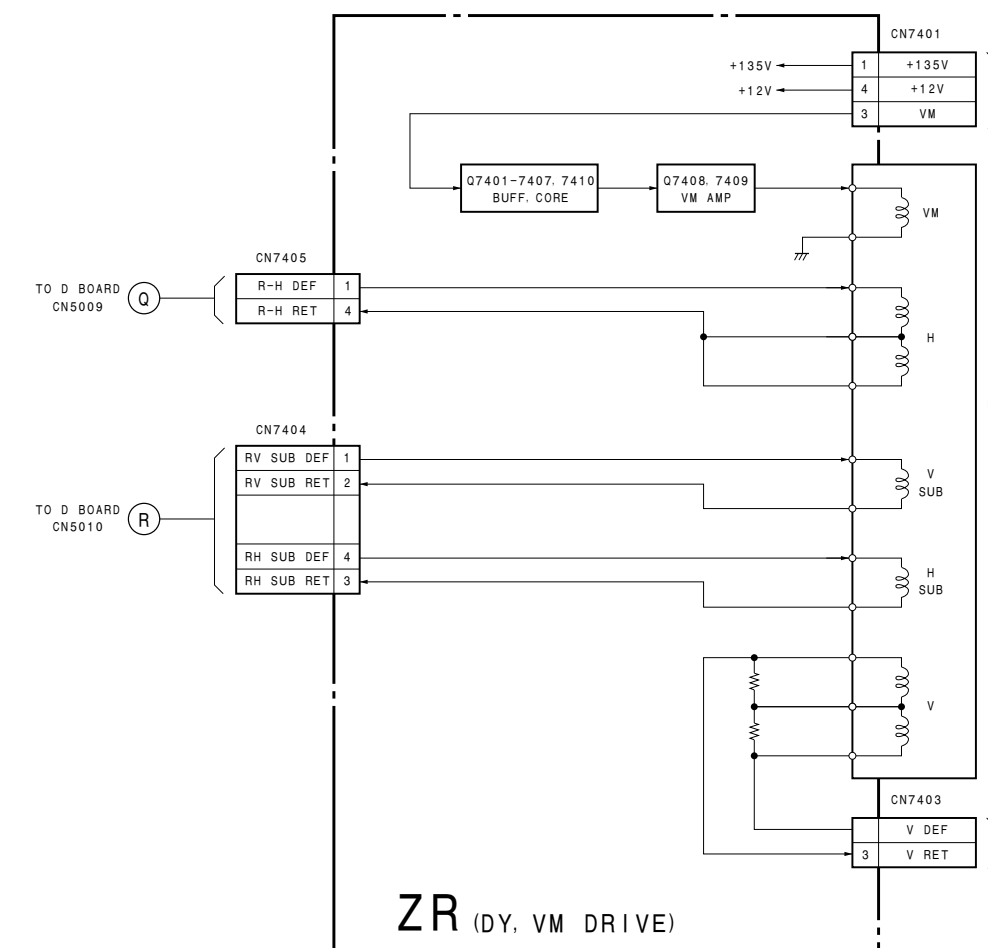 CN7401
+135V
1 +135V
+12V
4 +12V
3 VM
Q7401-7407, 7410
BUFF, CORE
Q7408, 7409
VM AMP
VM
CN7405
R-H DEF 1
R-H RET 4
TO D BOARD
CN5009
Q
H
CN7404
RV SUB DEF 1
RV SUB RET 2
RH SUB DEF 4
RH SUB RET 3
TO D BOARD
CN5010
R
V
SUB
H
SUB
V
CN7403
V DEF
3 V RET
ZR (DY, VM DRIVE)